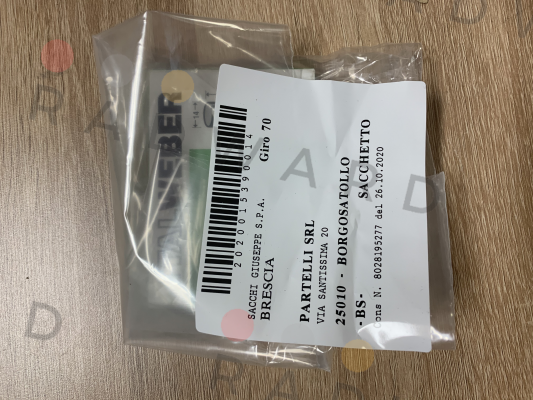 202001539001４
SACCHI GIUSEPPE S.P.A. Giro 70
BRESCIA
PARTELLI SRL
VIA SANTISSIMA 20
25010 - BORGOSATOLLO
-BS- SACCHETTO
Cons N. 8028195277 del 26.10.2020